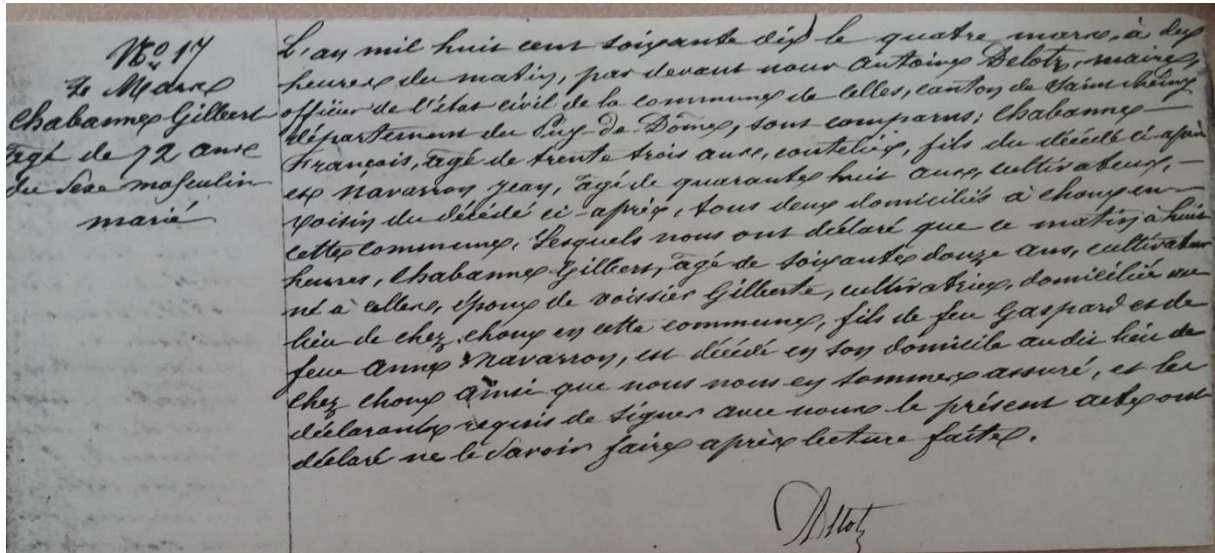 No 17
4 Mars
Chabannes Gilbert
agé de 72 ans
du sexe masculin
marié
L'an mil huit cent soixante dix le quatre mars, à dix
heures du matin, par devant nous Antoine Delotz, maire,
officier de l'état civil de la commune de Celles, canton de Saint Rémy
département du Puy-de-Dôme, sont comparus; Chabannes
François, agé de trente trois ans, coutelier, fils du décédé ci-après
et Navarron Jean, agé de quarante huit ans, cultivateur,
voisin du décédé ci-après, tous deux domiciliés à choux en
cette commune, Lesquels nous ont déclaré que ce matin à huit
heures, Chabannes Gilbert, agé de soixante douze ans, cultivateur
né à Celles, époux de voissier Gilberte, cultivatrice, domiciliée au
lieu de chez choux en cette commune, fils de feu Gaspard et de
feue Anne Navarron, est décédé en son domicile audit lieu de
chez choux Ainsi que nous nous en sommes assuré, et les
déclarants requis de signer avec nous le présent acte ont
déclaré ne le savoir faire après lecture faite.
Delotz